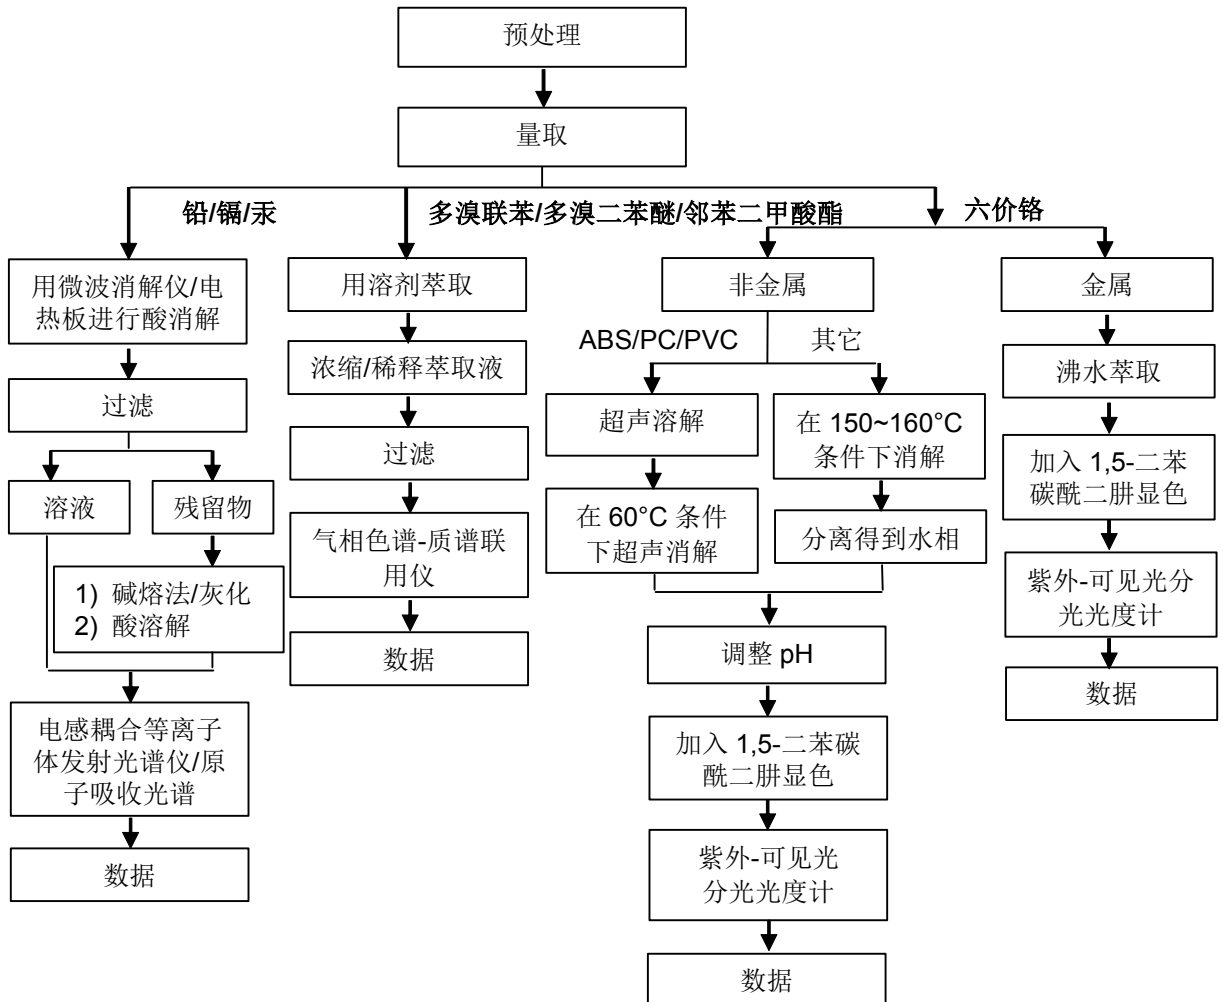 预处理
量取
铅/镉/汞
多溴联苯/多溴二苯醚/邻苯二甲酸酯
六价铬
用微波消解仪/电
热板进行酸消解
过滤
溶液
残留物
1) 碱熔法/灰化
2) 酸溶解
电感耦合等离子
体发射光谱仪/原
子吸收光谱
数据
用溶剂萃取
浓缩/稀释萃取液
过滤
气相色谱-质谱联
用仪
数据
非金属
ABS/PC/PVC
其它
超声溶解
在 60°C 条件
下超声消解
在 150~160°C
条件下消解
分离得到水相
调整 pH
加入 1,5-二苯碳
酰二肼显色
紫外-可见光
分光光度计
数据
金属
沸水萃取
加入 1,5-二苯
碳酰二肼显色
紫外-可见光分
光光度计
数据